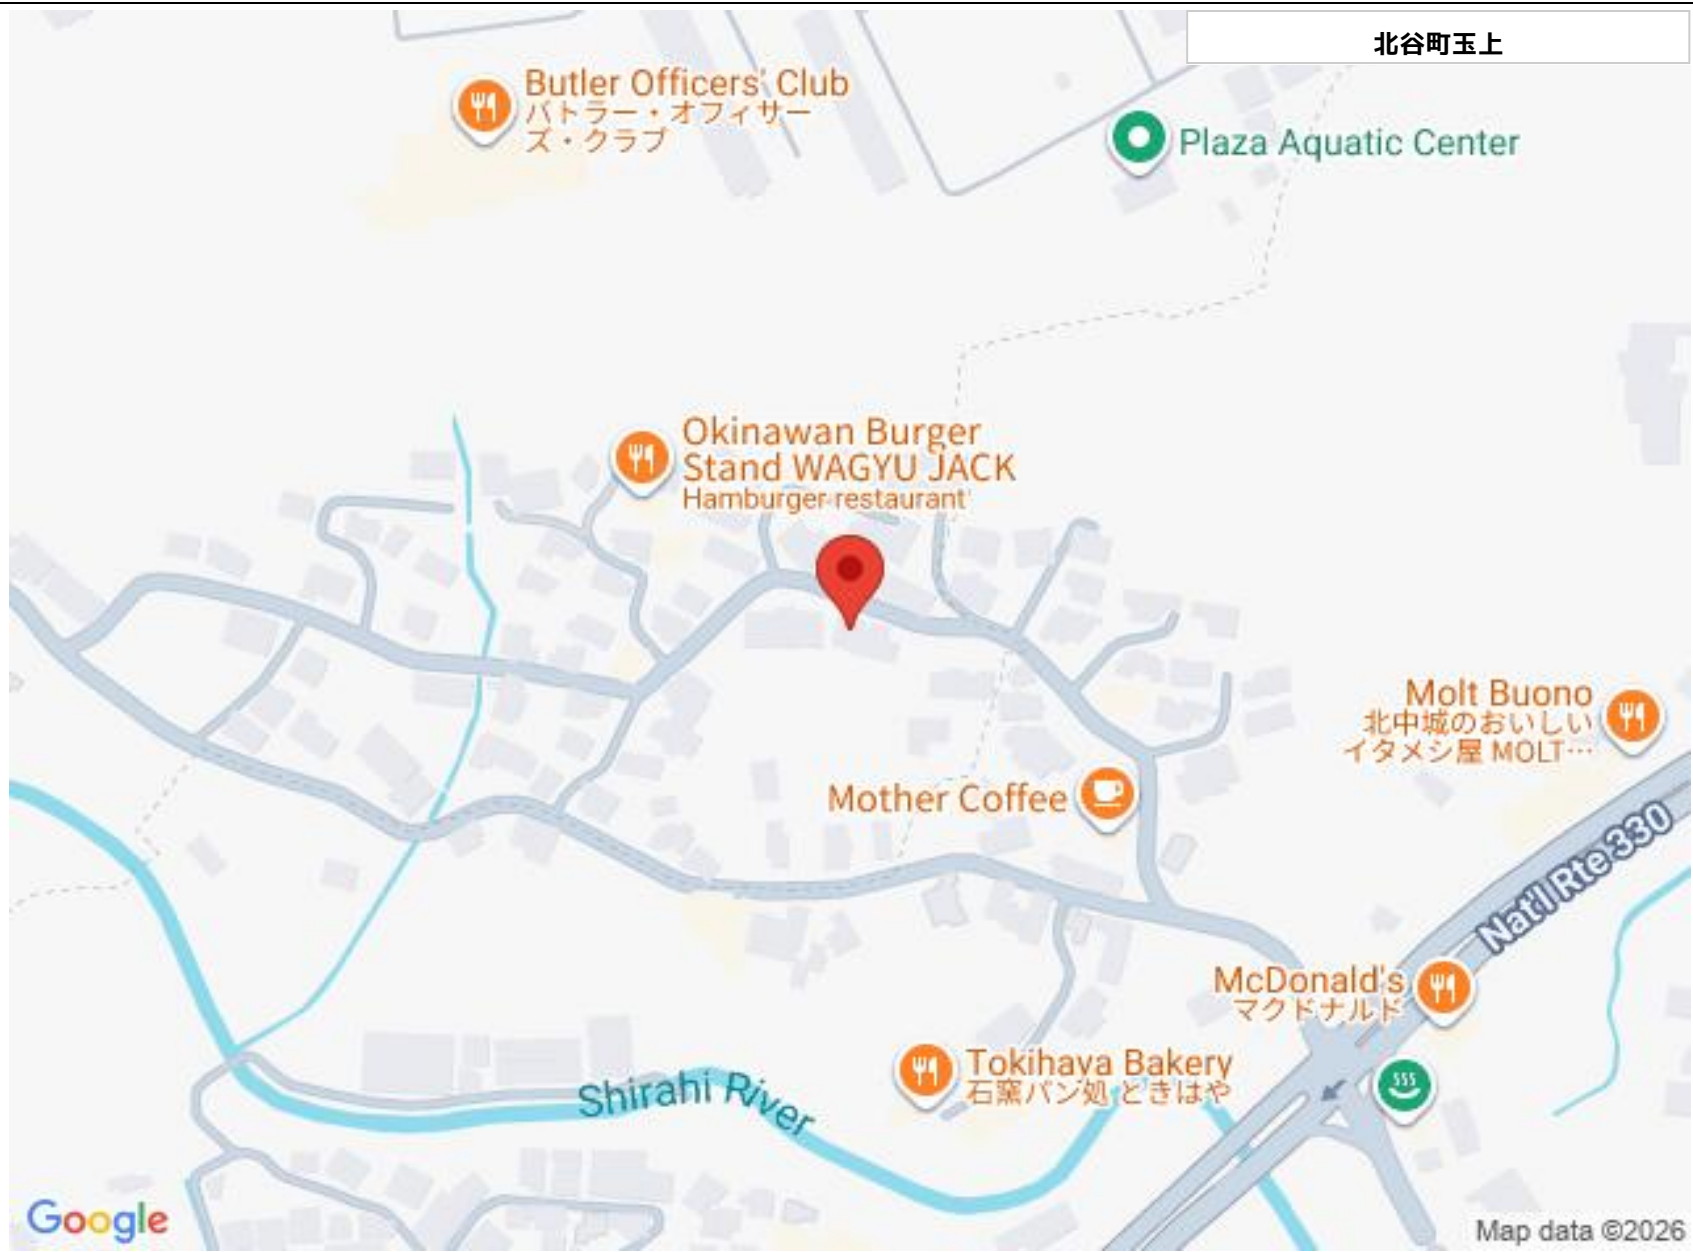 北谷町玉上
Butler Officers' Club
バトラー・オフィサー
ズ・クラブ
Plaza Aquatic Center
Okinawan Burger
Stand WAGYU JACK
Hamburger restaurant
Molt Buono
北中城のおいしい
イタメシ屋 MOLT…
Mother Coffee
Nat'l Rte 330
McDonald's
マクドナルド
Tokihaya Bakery
石窯パン処 ときはや
Shirahi River
Google
Map data ©2026